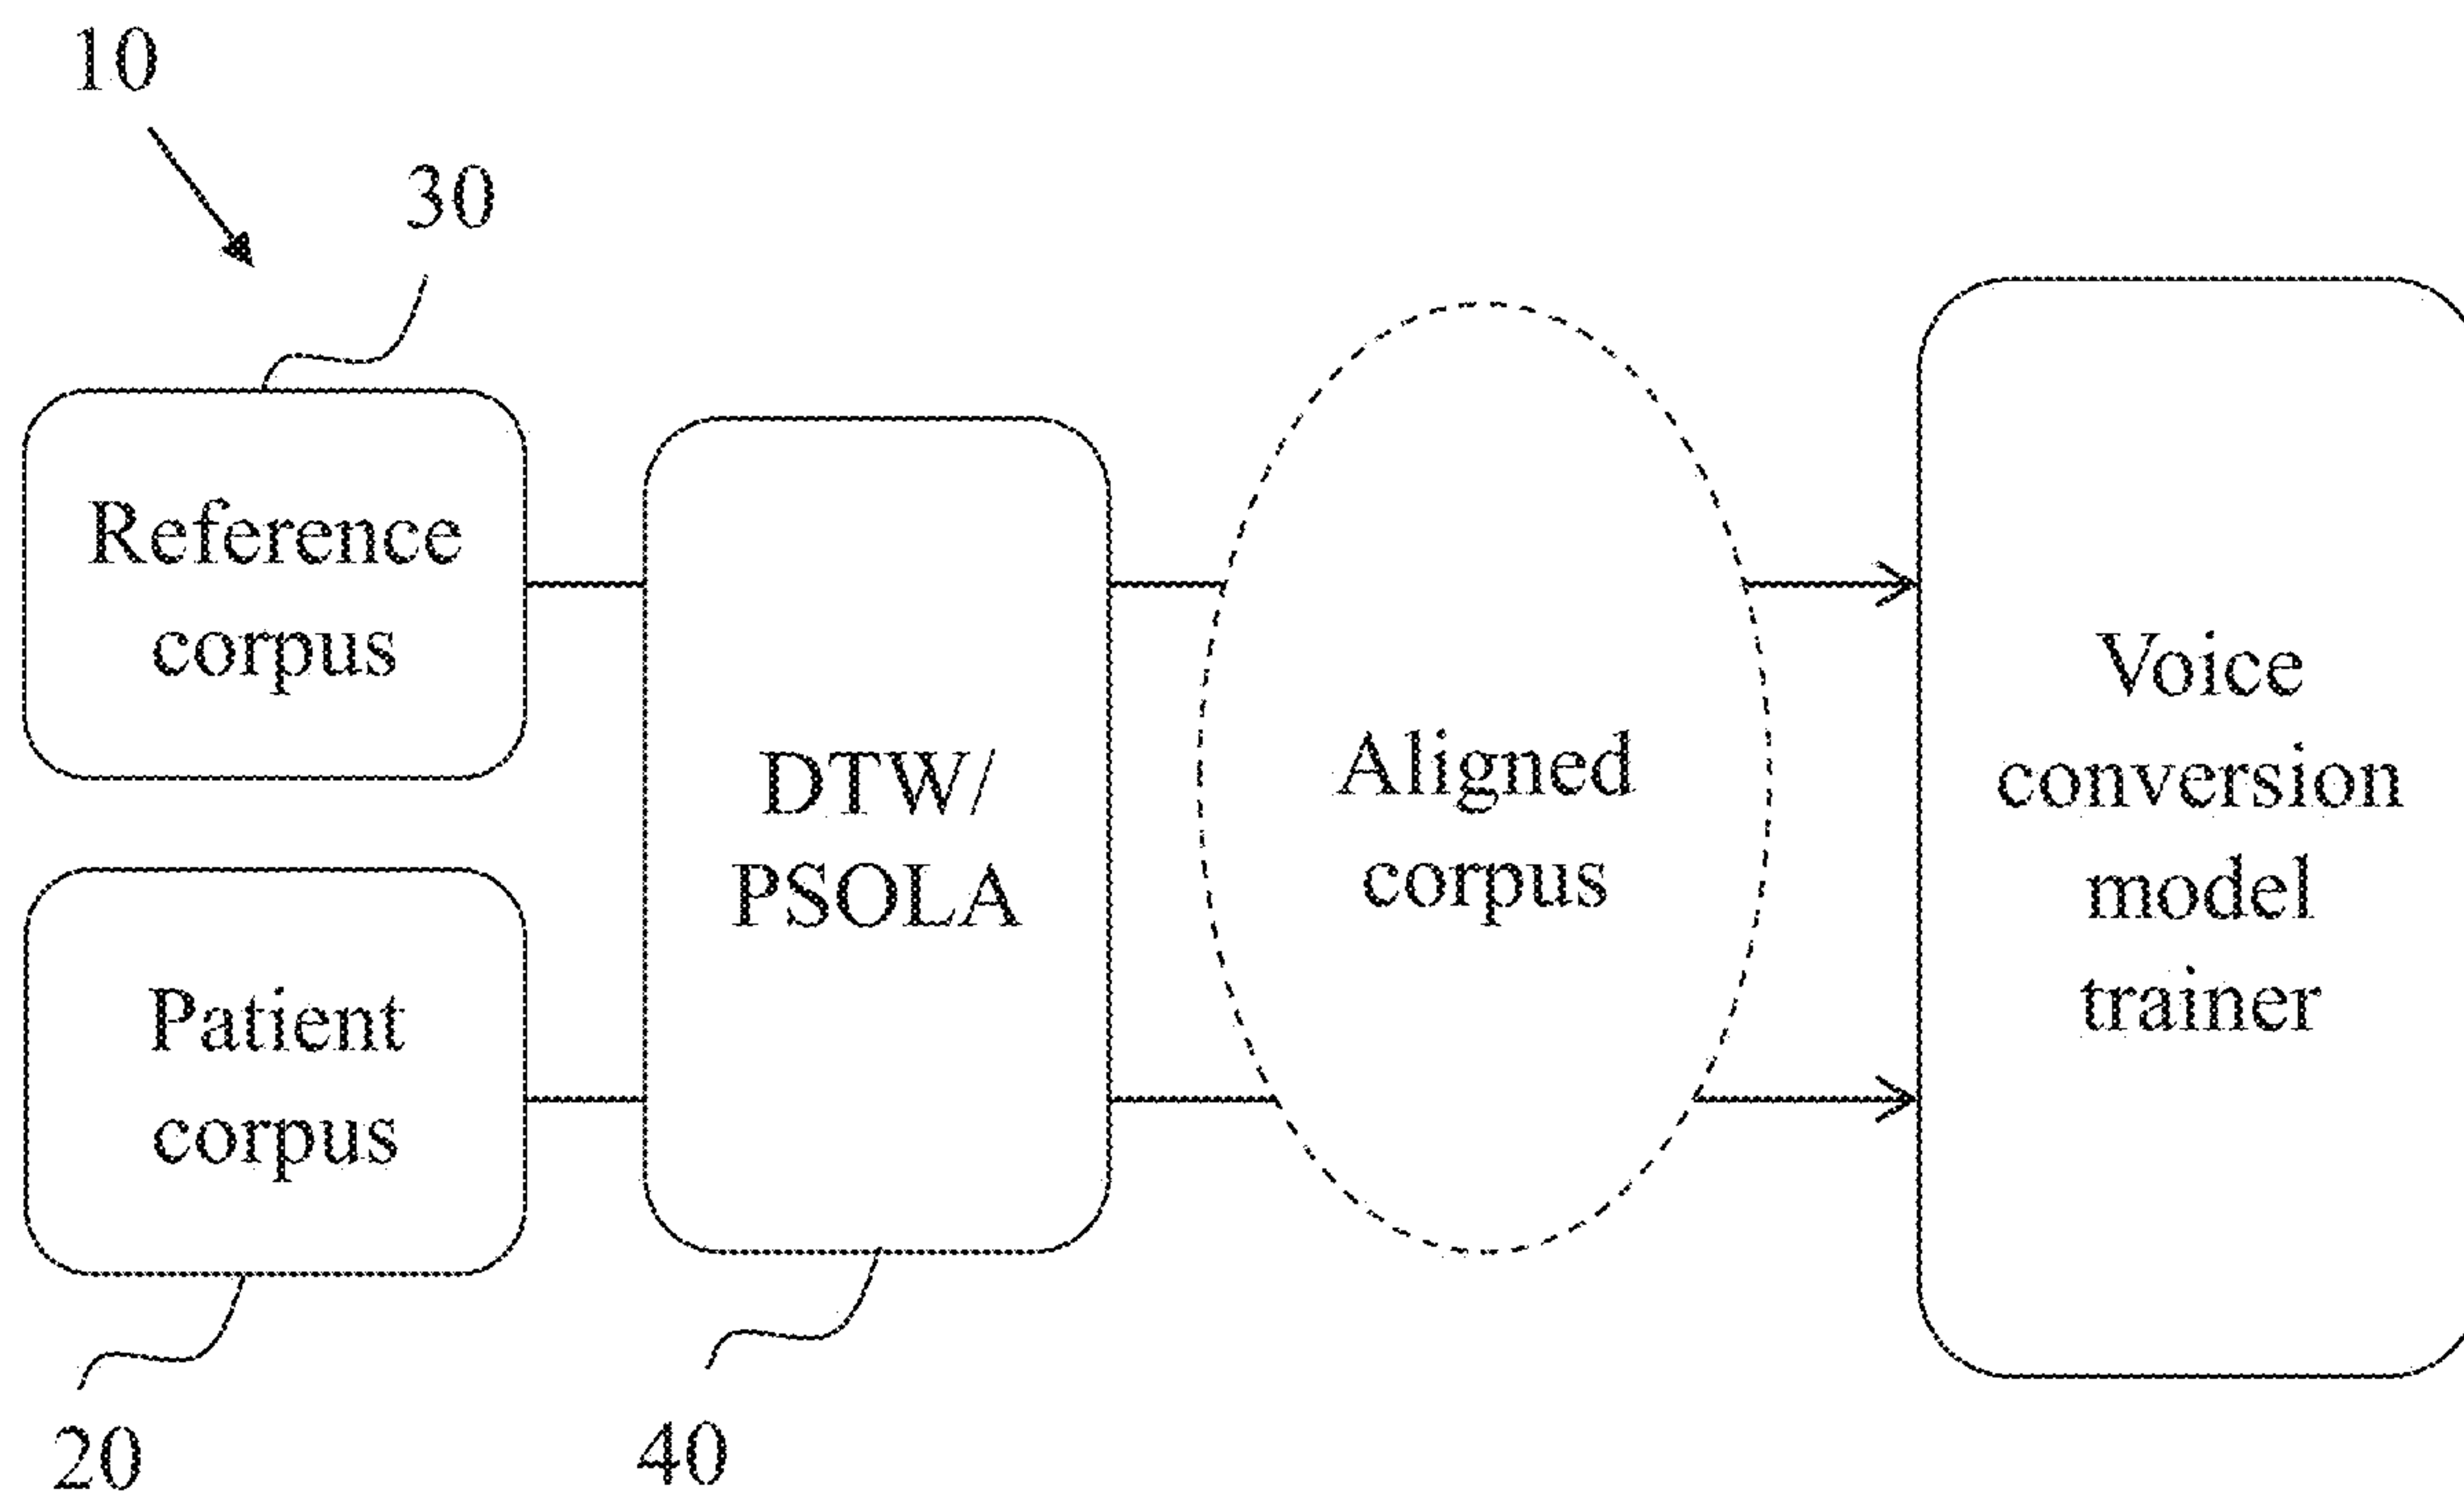 10
30
Reference
corpus
Patient
corpus
20
DTW/
PSOLA
40
Aligned
corpus
Voice
conversion
model
trainer